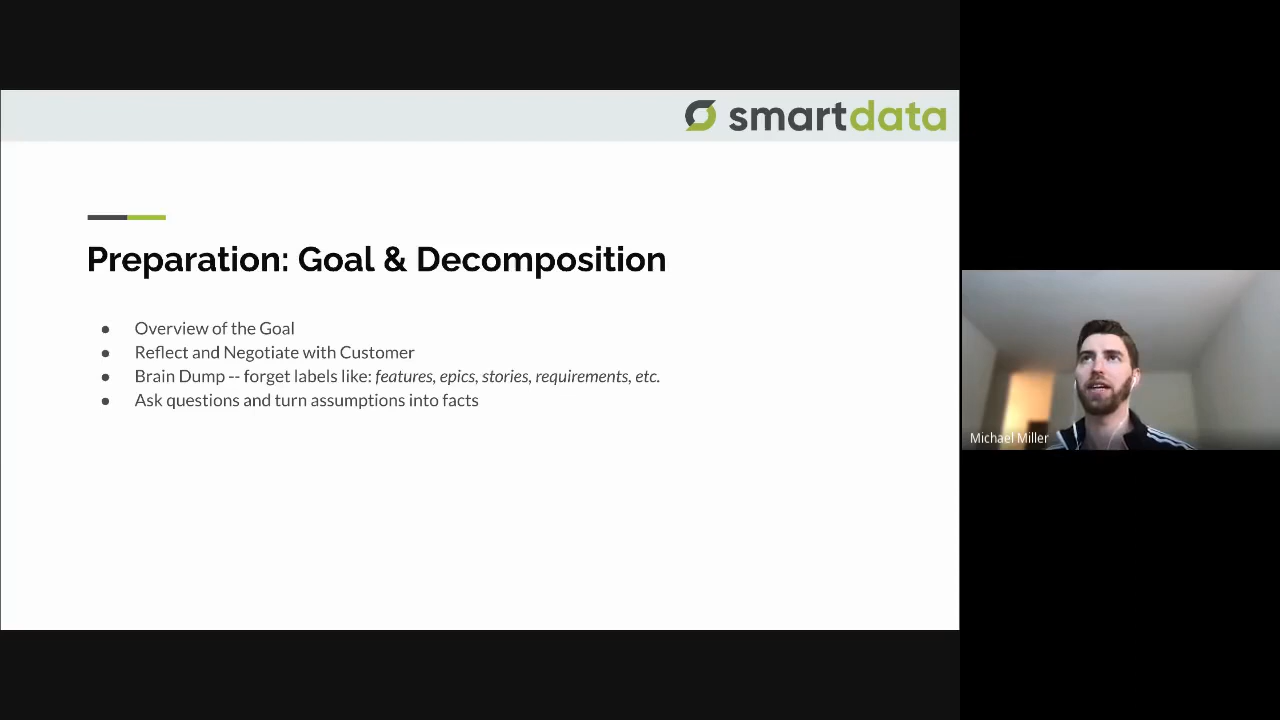 smartdata
Preparation: Goal & Decomposition
● Overview of the Goal
● Reflect and Negotiate with Customer
● Brain Dump -- forget labels like: features, epics, stories, requirements, etc.
● Ask questions and turn assumptions into facts
Michael Miller